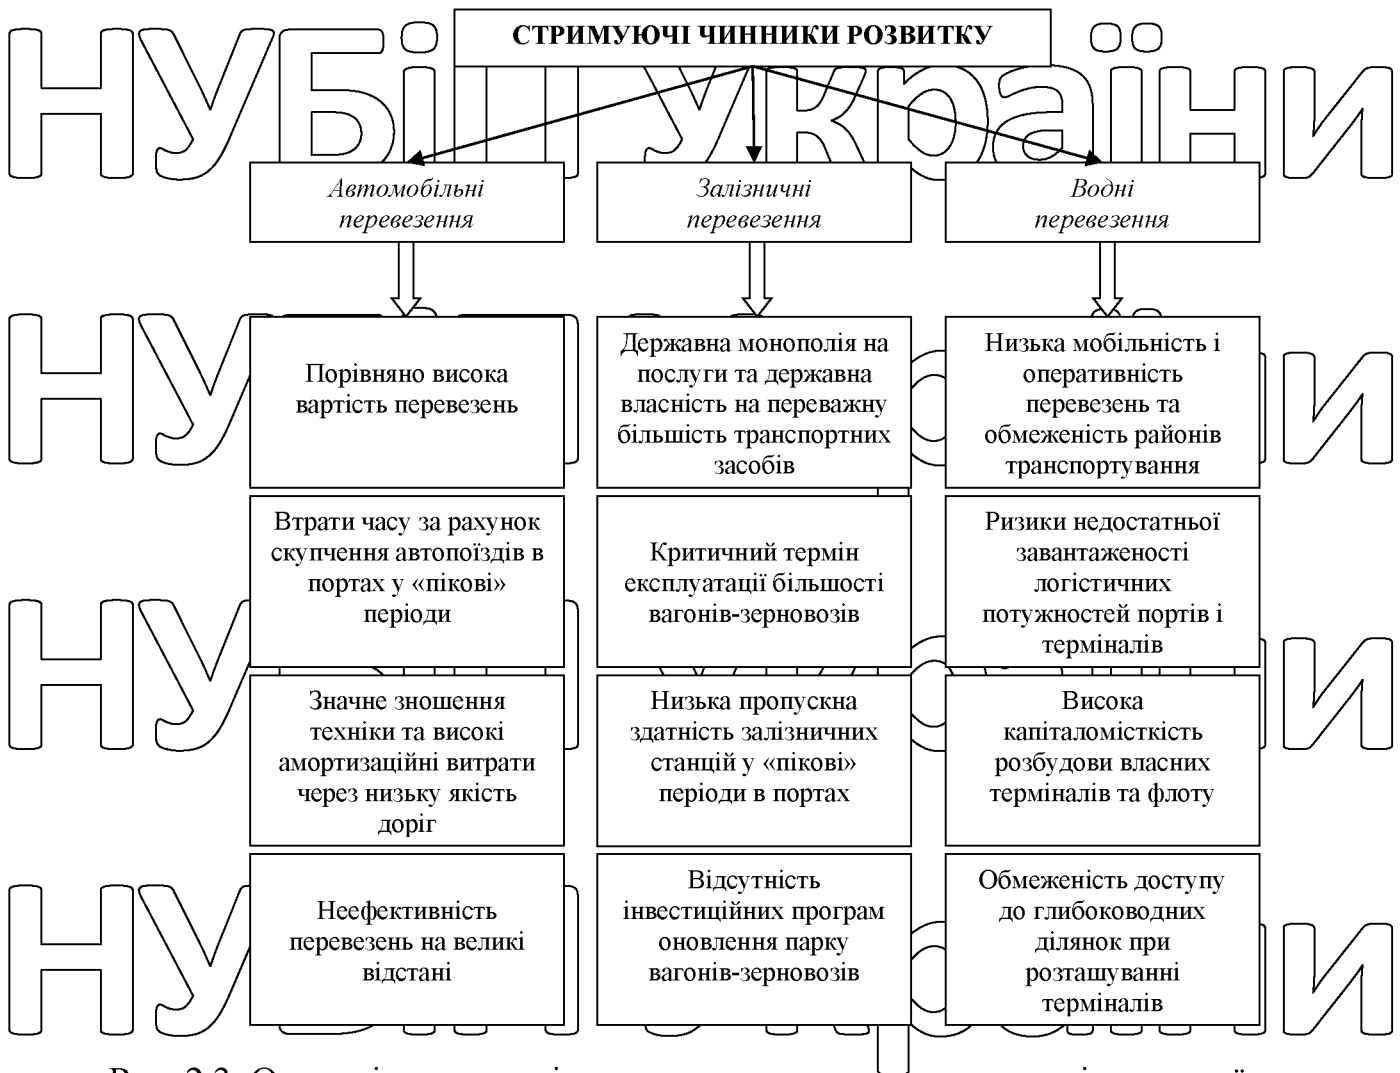 СТРИМУЮЧІ ЧИННИКИ РОЗВИТКУ
НУБіП України
Автомобільні
перевезення
Залізничні
перевезення
Водні
перевезення
Порівняно висока
вартість перевезень
Державна монополія на
послуги та державна
власність на переважну
більшість транспортних
засобів
Низька мобільність і
оперативність
перевезень та
обмеженість районів
транспортування
Втрати часу за рахунок
скупчення автопоїздів в
портах у «пікові»
періоди
Критичний термін
експлуатації більшості
вагонів-зерновозів
Ризики недостатньої
завантаженості
логістичних
потужностей портів і
терміналів
Значне зношення
техніки та високі
амортизаційні витрати
через низьку якість
доріг
Низька пропускна
здатність залізничних
станцій у «пікові»
періоди в портах
Висока
капіталомісткість
розбудови власних
терміналів та флоту
Неефективність
перевезень на великі
відстані
Відсутність
інвестиційних програм
оновлення парку
вагонів-зерновозів
Обмеженість доступу
до глибоководних
ділянок при
розташуванні
терміналів